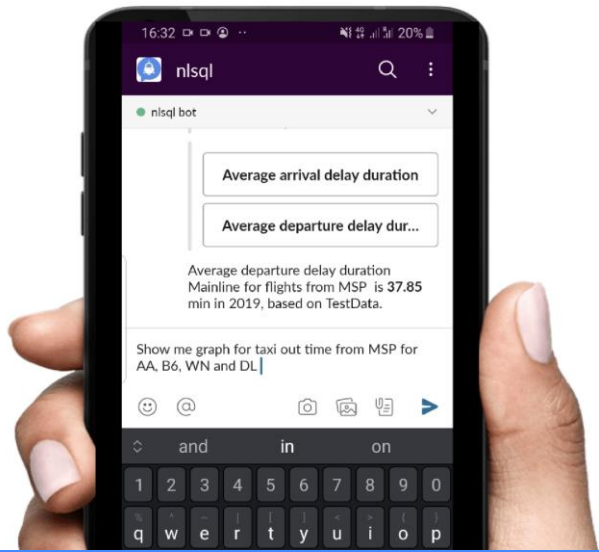 16:32
20%
nlsql
nlsql bot
Average arrival delay duration
Average departure delay dur...
Average departure delay duration
Mainline for flights from MSP is 37.85
min in 2019, based on TestData.
Show me graph for taxi out time from MSP for
AA, B6, WN and DL
and in on
1 2 3 4 5 6 7 8 9 0
q w e r t y u i o p